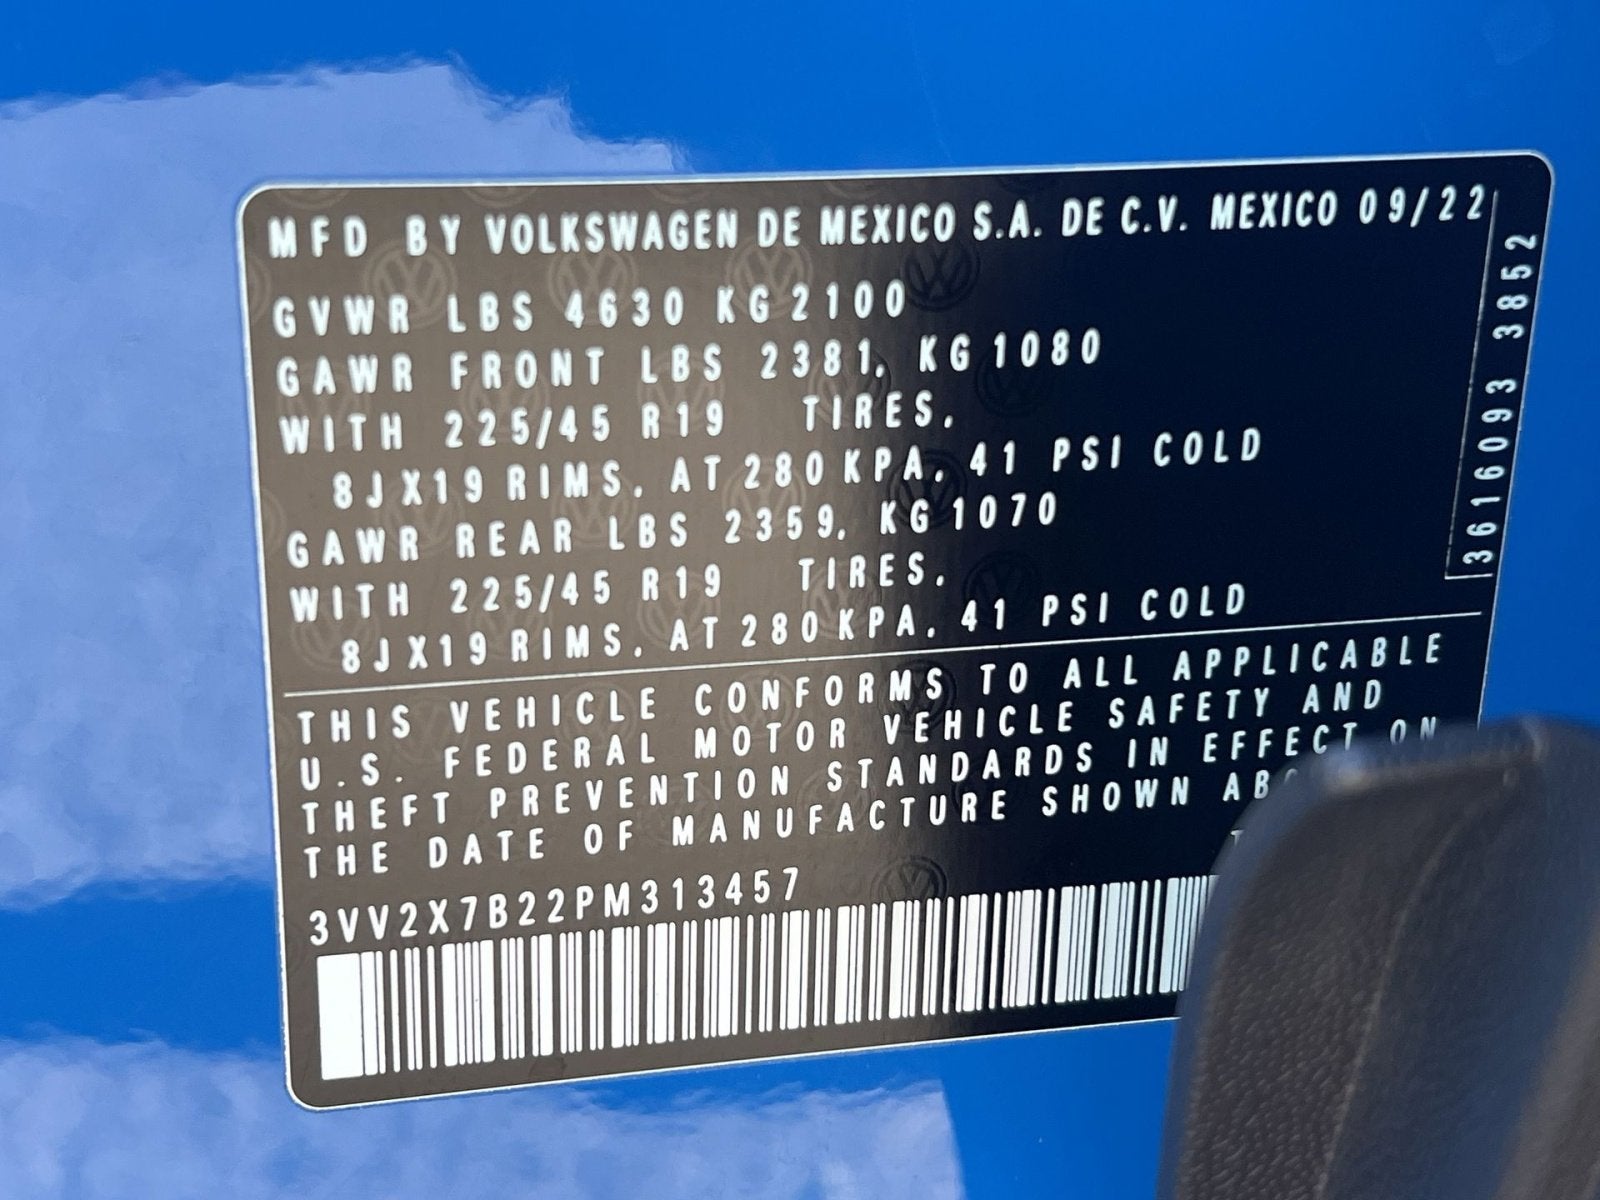 MFD BY VOLKSWAGEN DE MEXICO S.A. DE C.V. MEXICO 09/22
GVWR LBS 4630 KG 2100
GAWR FRONT LBS 2381, KG 1080
WITH 225/45 R19 TIRES,
8JX19 RIMS, AT 280 KPA, 41 PSI COLD
GAWR REAR LBS 2359, KG 1070
WITH 225/45 R19 TIRES,
8JX19 RIMS, AT 280 KPA, 41 PSI COLD
3616093 3852
THIS VEHICLE CONFORMS TO ALL APPLICABLE
U.S. FEDERAL MOTOR VEHICLE SAFETY AND
THEFT PREVENTION STANDARDS IN EFFECT ON
THE DATE OF MANUFACTURE SHOWN
3VV2X7B22PM313457